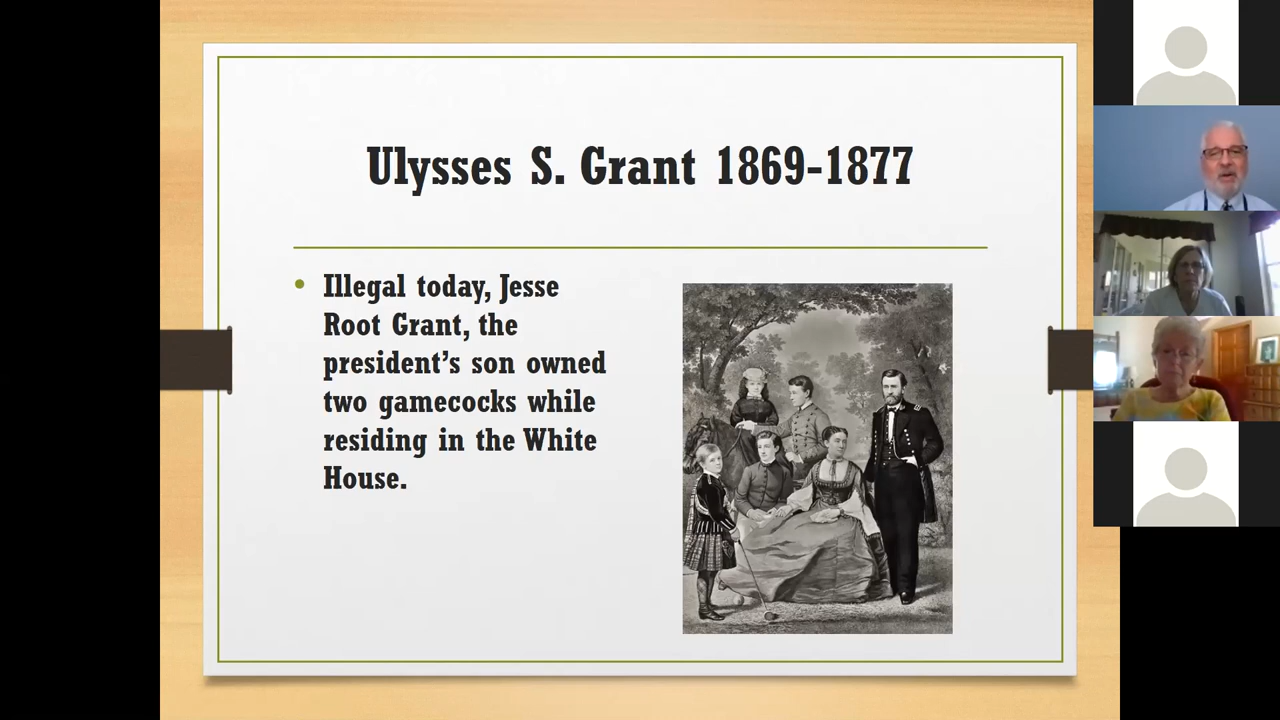 Ulysses S. Grant 1869-1877
• Illegal today, Jesse
Root Grant, the
president’s son owned
two gamecocks while
residing in the White
House.